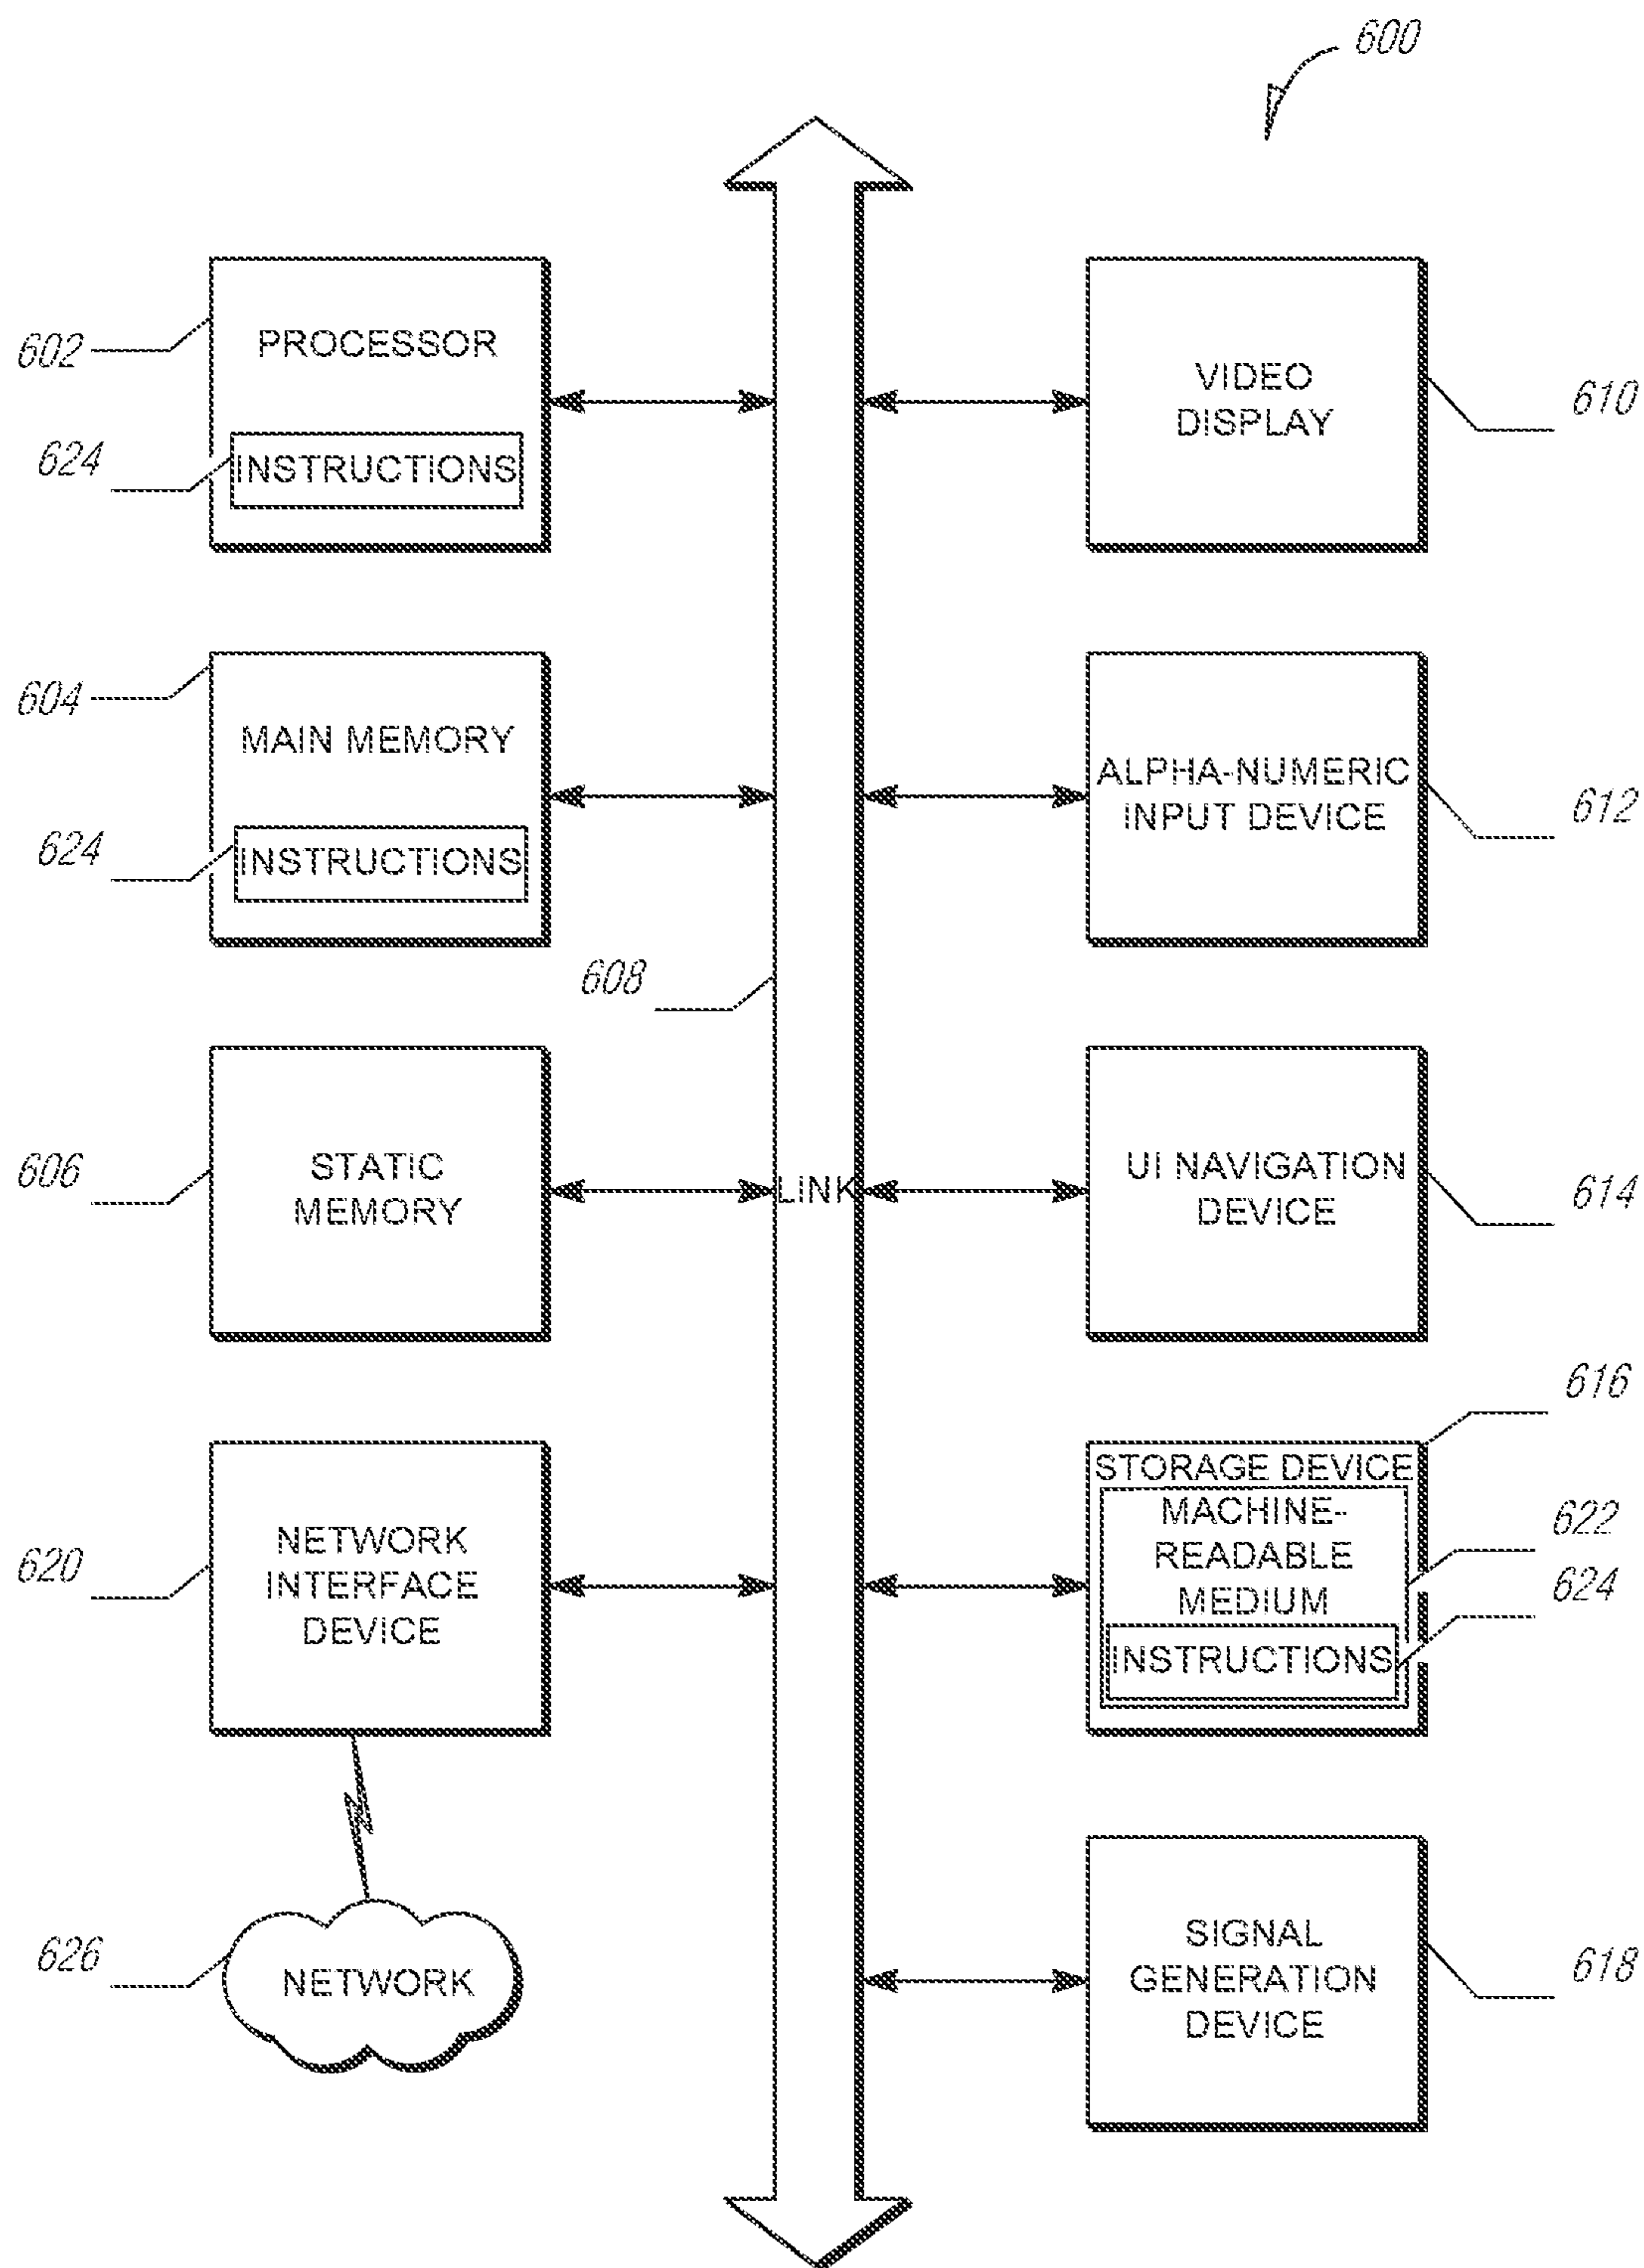 600
602
PROCESSOR
624
INSTRUCTIONS
VIDEO
DISPLAY
610
604
MAIN MEMORY
624
INSTRUCTIONS
ALPHA-NUMERIC
INPUT DEVICE
612
608
606
STATIC
MEMORY
LINK
UI NAVIGATION
DEVICE
614
620
NETWORK
INTERFACE
DEVICE
616
STORAGE DEVICE
MACHINE-
READABLE
MEDIUM
622
624
INSTRUCTIONS
626
NETWORK
SIGNAL
GENERATION
DEVICE
618